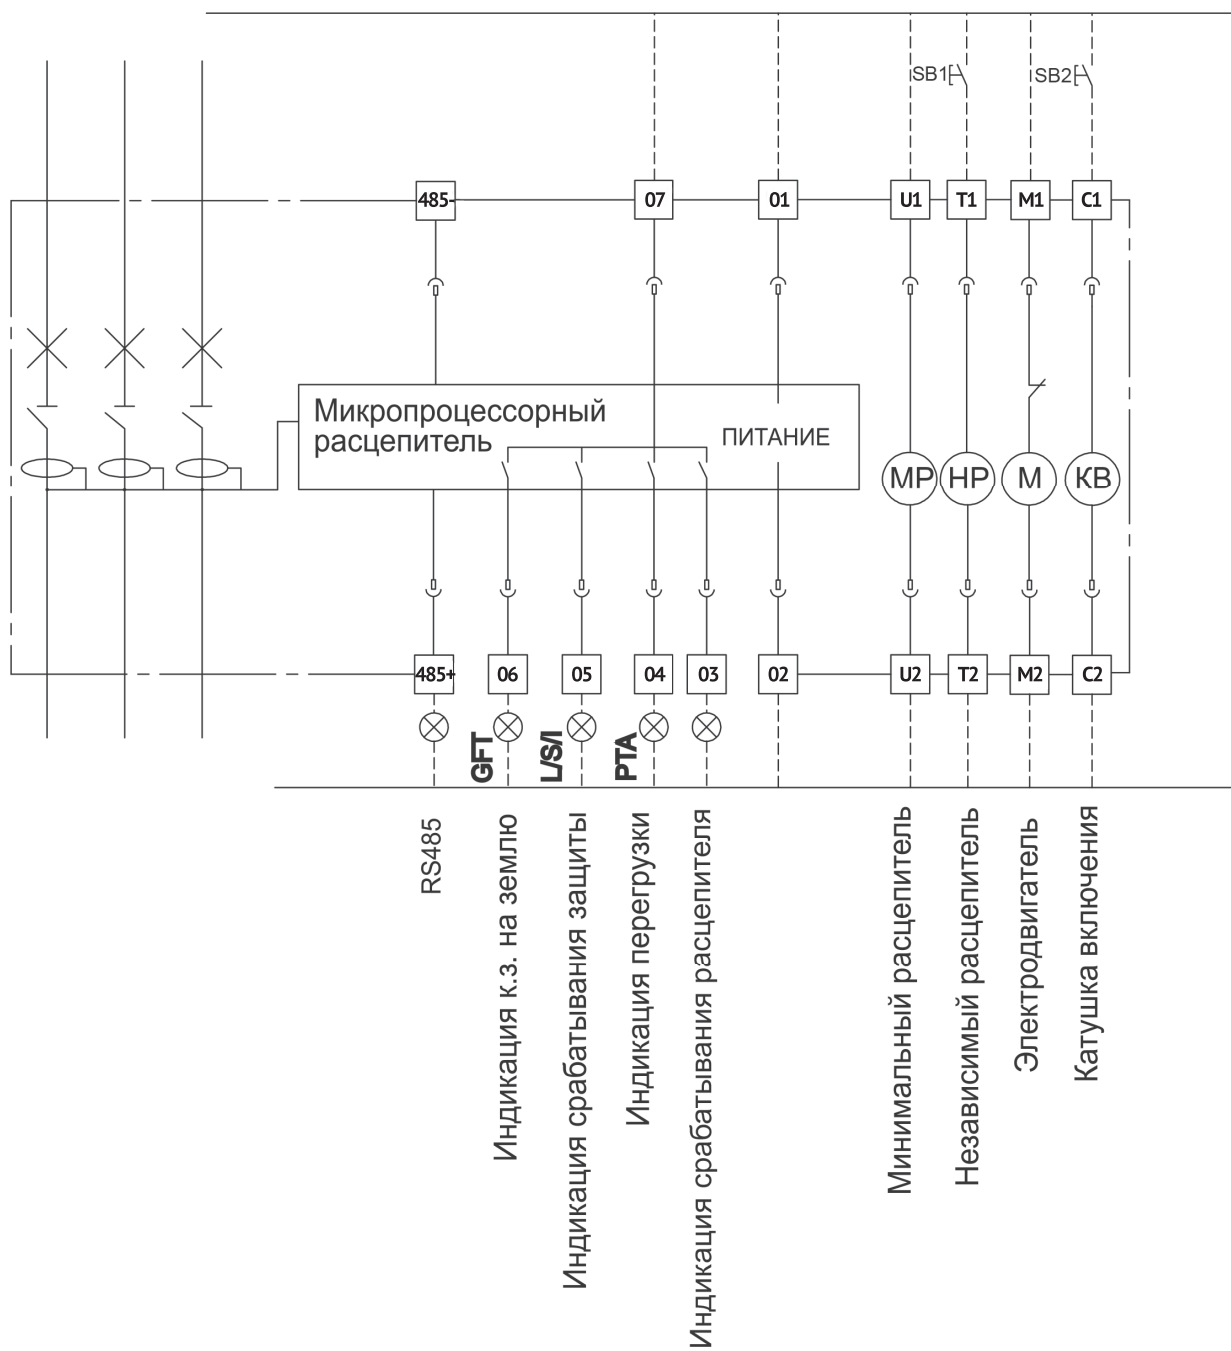 SB1
SB2
485-
07
01
U1
T1
M1
C1
Микропроцессорный
расцепитель
ПИТАНИЕ
МР
НР
М
КВ
485+
06
05
04
03
02
U2
T2
M2
C2
GFT
L/S/I
PTA
RS485
Индикация к.з. на землю
Индикация срабатывания защиты
Индикация перегрузки
Индикация срабатывания расцепителя
Минимальный расцепитель
Независимый расцепитель
Электродвигатель
Катушка включения